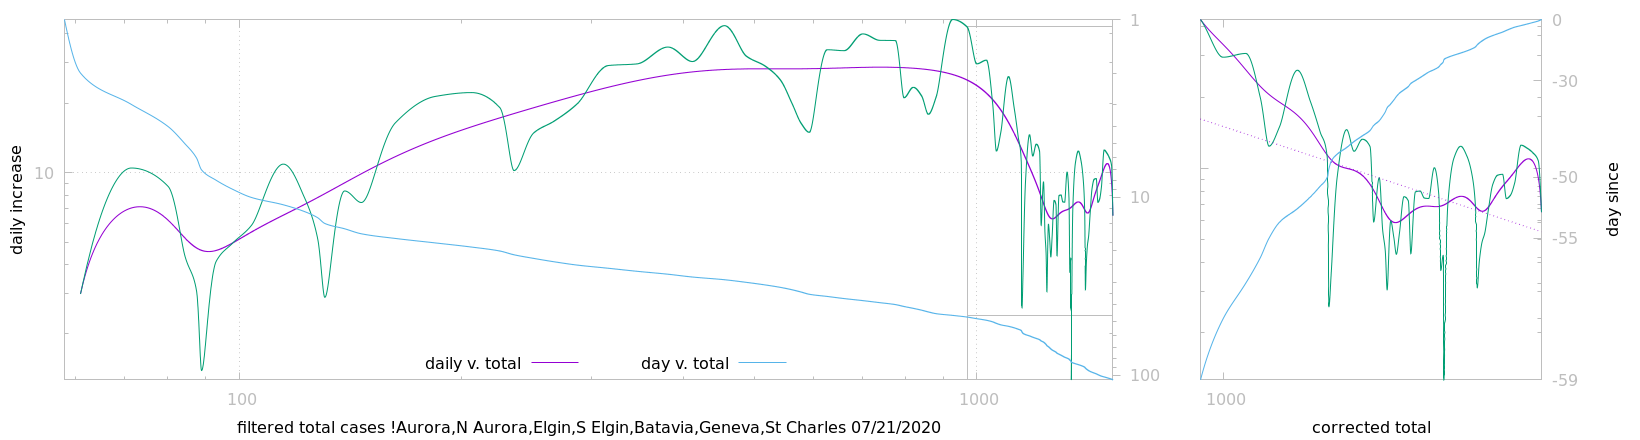 daily increase
10
100
1000
1
10
100
daily v. total
day v. total
filtered total cases !Aurora,N Aurora,Elgin,S Elgin,Batavia,Geneva,St Charles 07/21/2020
0
-30
-50
-55
-59
day since
1000
corrected total